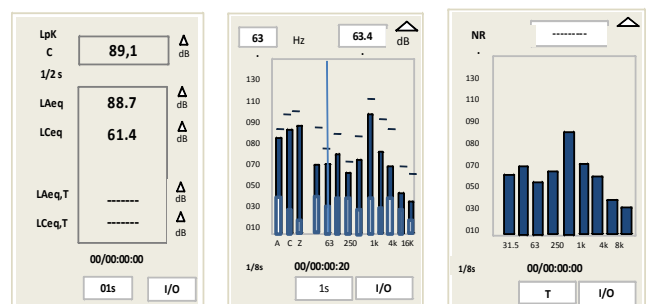 LpK
C
89,1
Δ
dB
1/2 s
LAeq
88.7
Δ
dB
LCeq
61.4
Δ
dB
LAeq,T
-------
Δ
dB
LCeq,T
-------
Δ
dB
00/00:00:00
01s
I/O
63
Hz
63.4
dB
130
110
090
080
070
050
030
010
A C Z 63 250 1k 4k 16K
1/8s
00/00:00:20
1s
I/O
NR
---------
130
110
090
080
070
050
030
010
31.5 63 250 1k 4k 8k
1/8s
00/00:00:00
T
I/O